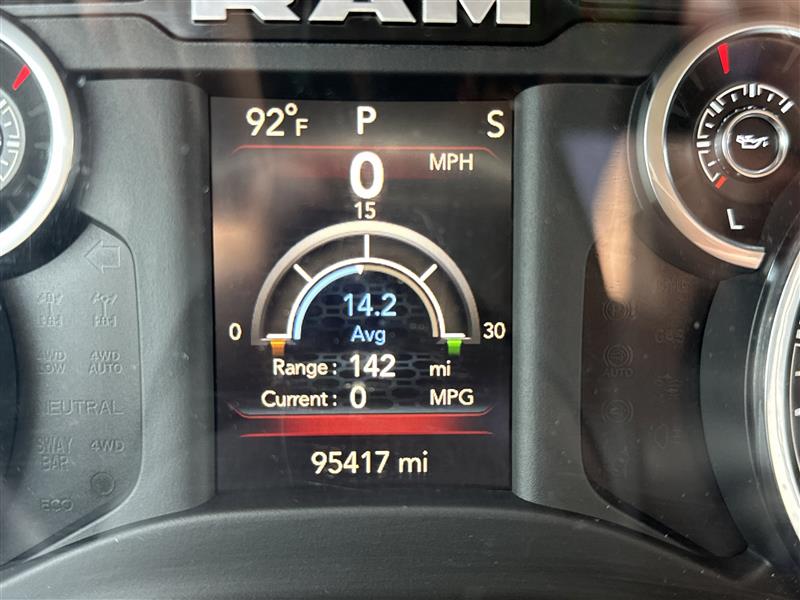 RAM
92°F P S
0 MPH
15
14.2
0 30
Avg
Range: 142 mi
Current: 0 MPG
95417 mi
L
4WD LOW
4WD AUTO
NEUTRAL
SWAY BAR
4WD
ECO
AUTO